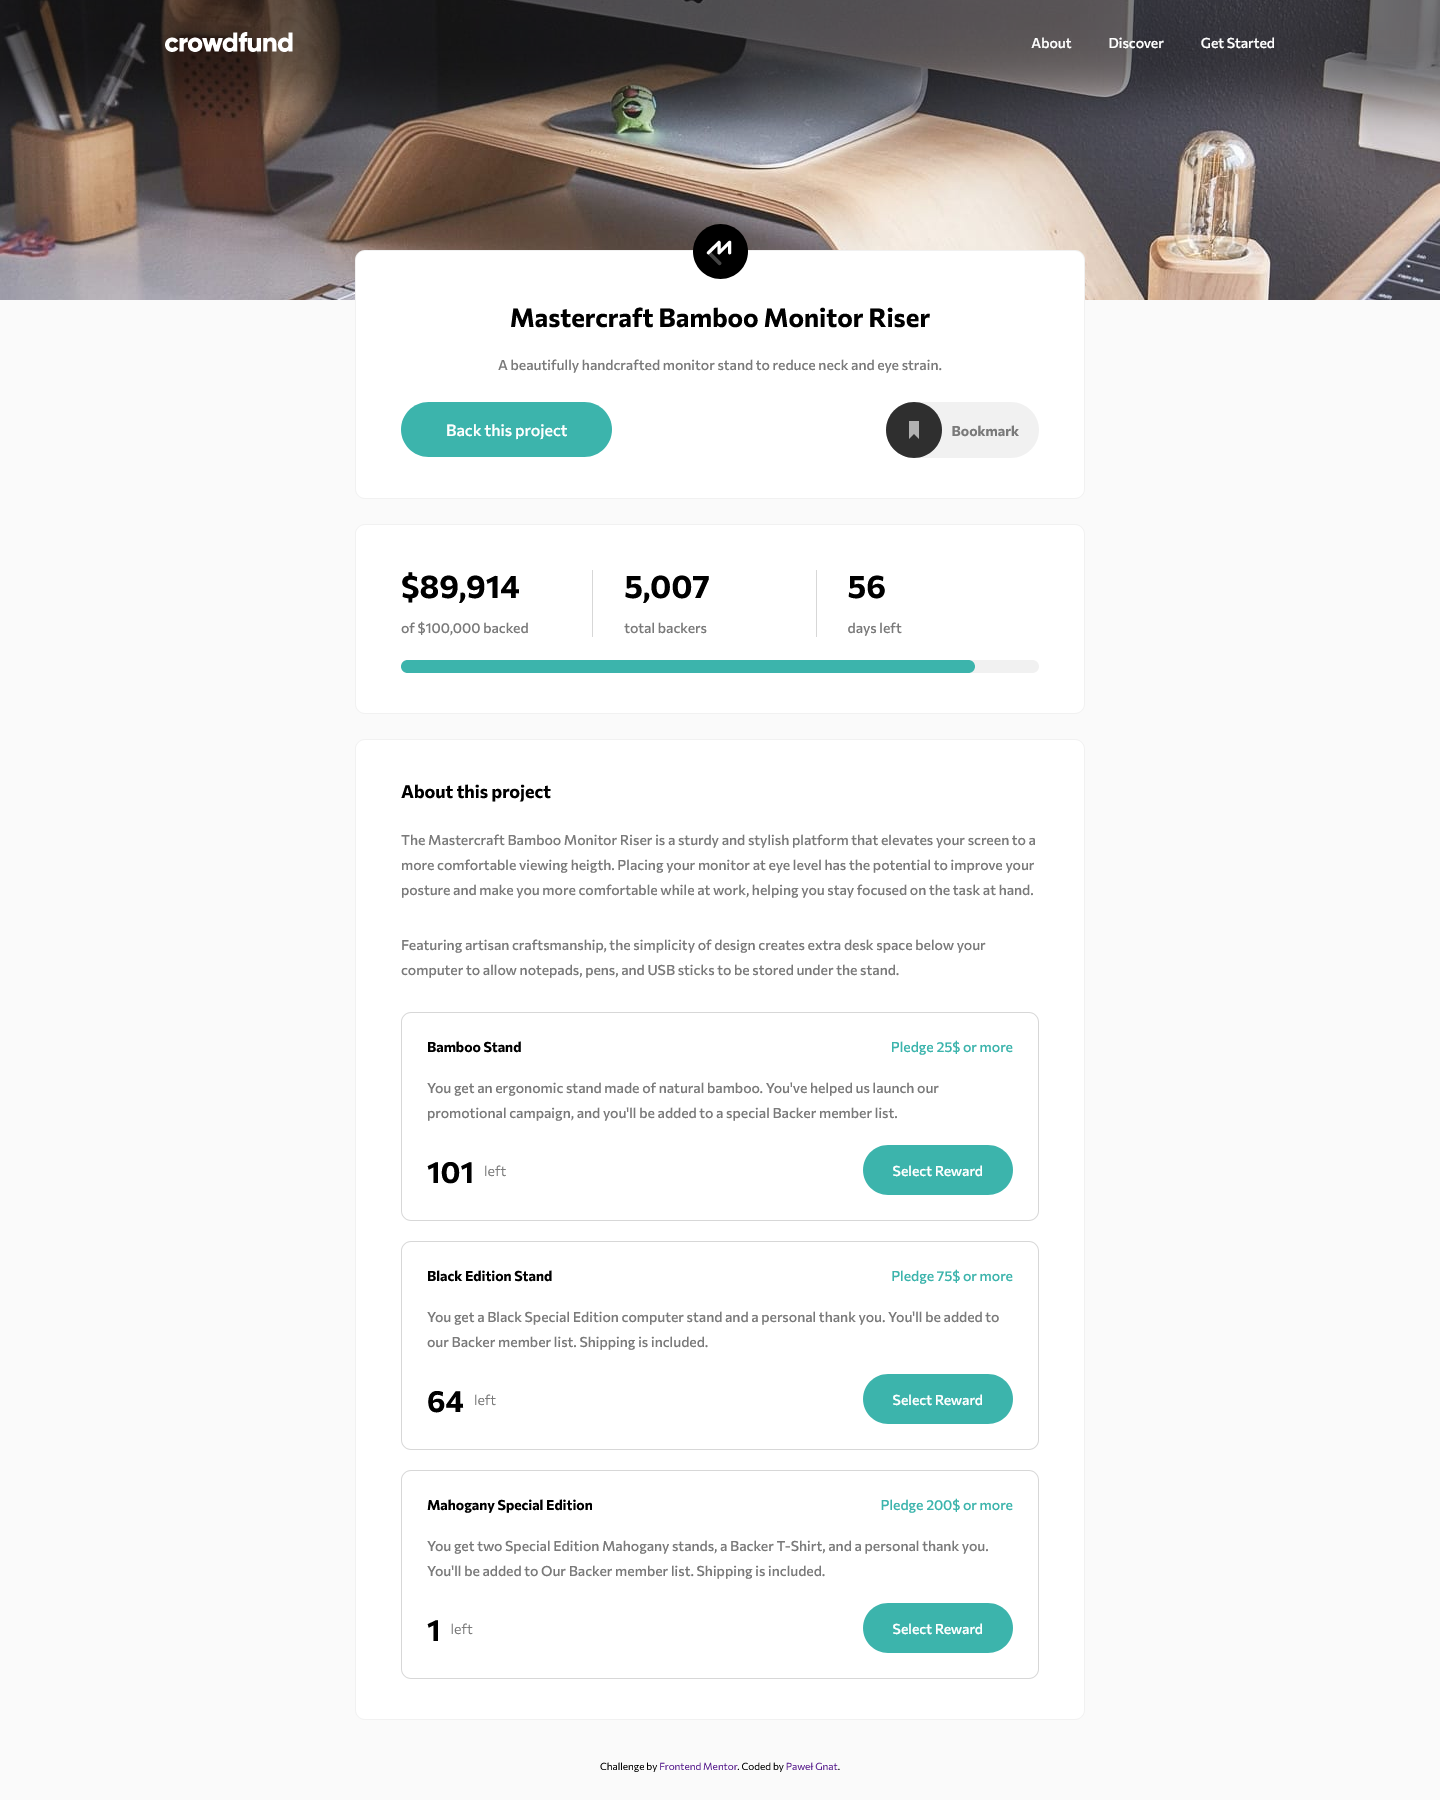 crowdfund
About Discover Get Started
Mastercraft Bamboo Monitor Riser
A beautifully handcrafted monitor stand to reduce neck and eye strain.
Back this project
Bookmark
$89,914
of $100,000 backed
5,007
total backers
56
days left
About this project
The Mastercraft Bamboo Monitor Riser is a sturdy and stylish platform that elevates your screen to a
more comfortable viewing heigth. Placing your monitor at eye level has the potential to improve your
posture and make you more comfortable while at work, helping you stay focused on the task at hand.
Featuring artisan craftsmanship, the simplicity of design creates extra desk space below your
computer to allow notepads, pens, and USB sticks to be stored under the stand.
Bamboo Stand
Pledge 25$ or more
You get an ergonomic stand made of natural bamboo. You've helped us launch our
promotional campaign, and you'll be added to a special Backer member list.
101 left
Select Reward
Black Edition Stand
Pledge 75$ or more
You get a Black Special Edition computer stand and a personal thank you. You'll be added to
our Backer member list. Shipping is included.
64 left
Select Reward
Mahogany Special Edition
Pledge 200$ or more
You get two Special Edition Mahogany stands, a Backer T-Shirt, and a personal thank you.
You'll be added to Our Backer member list. Shipping is included.
1 left
Select Reward
Challenge by Frontend Mentor. Coded by Paweł Gnat.